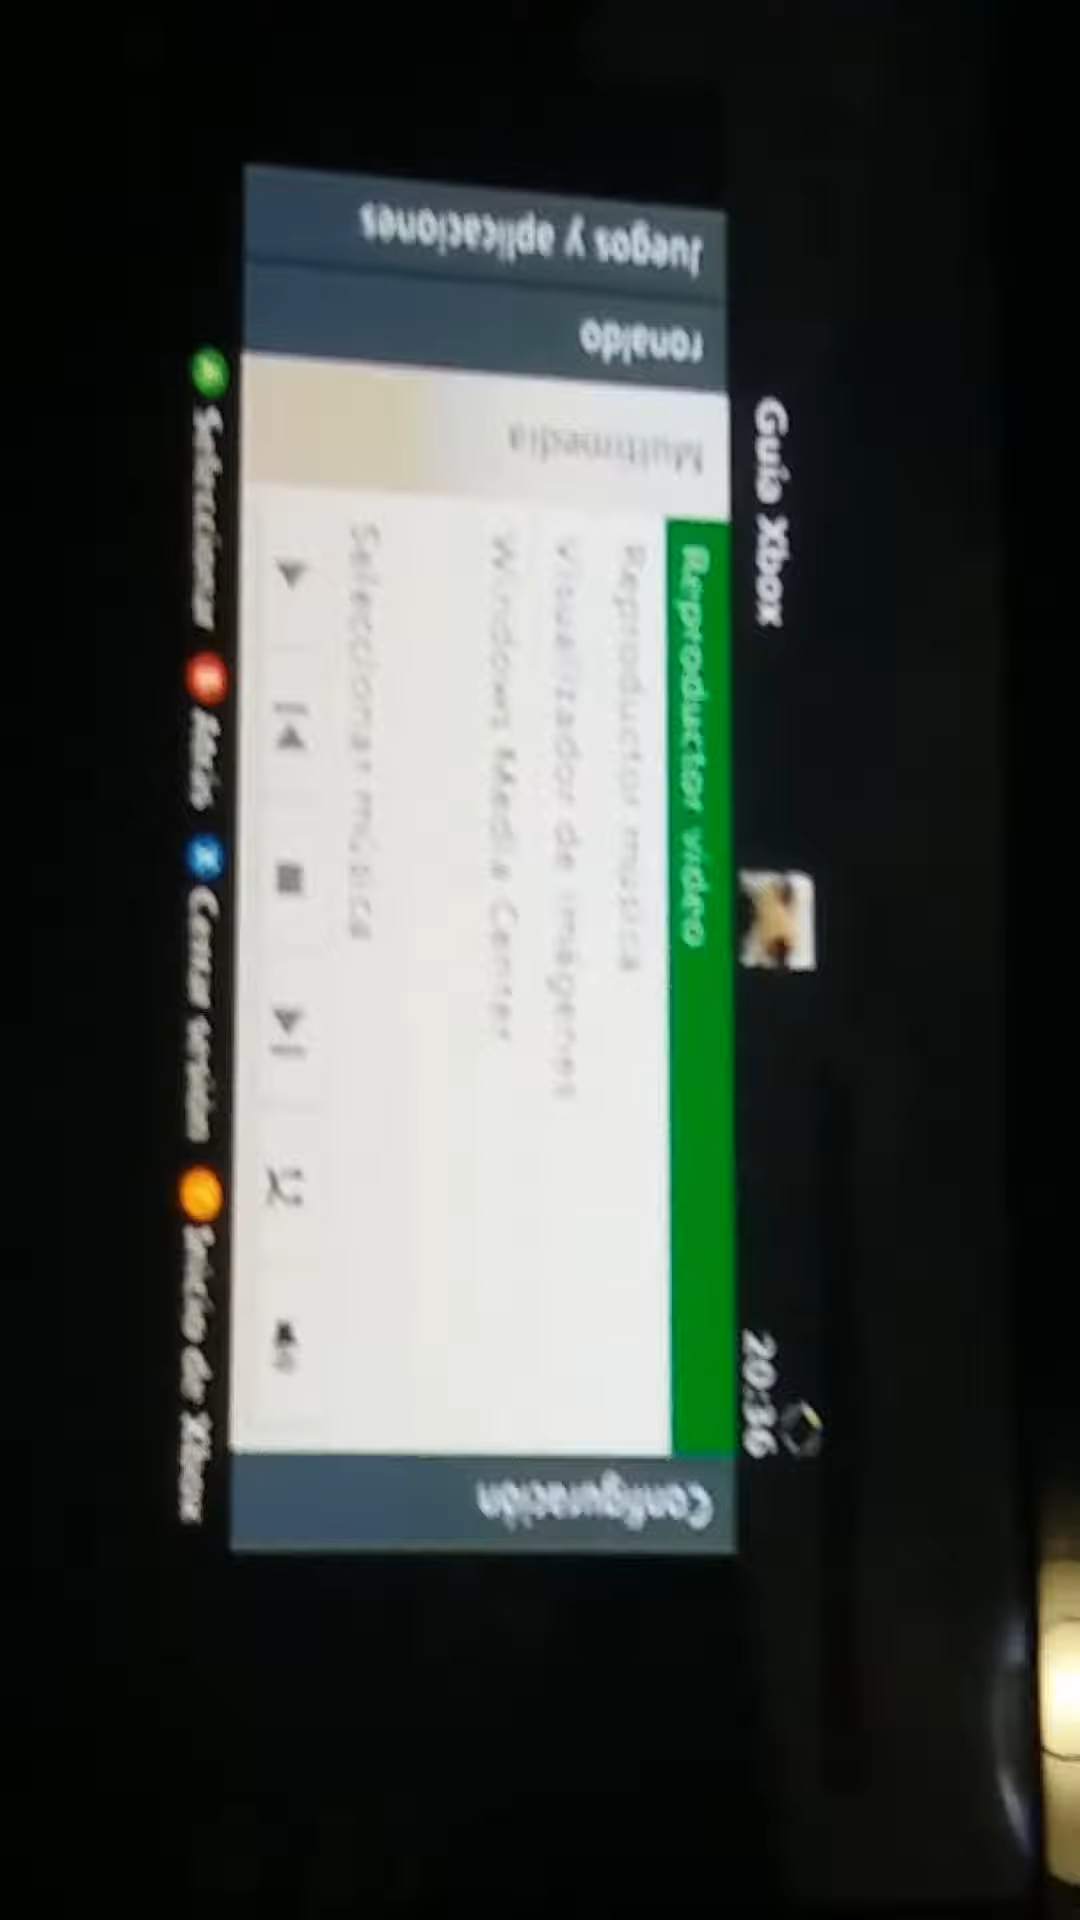 Guía Xbox
20:36
Juegos y aplicaciones
ronaldo
Multimedia
Reproductor vídeo
Reproductor música
Visualizador de imágenes
Windows Media Center
Seleccionar música
Configuración
Seleccionar
Atrás
Cerrar sesión
Inicio de Xbox